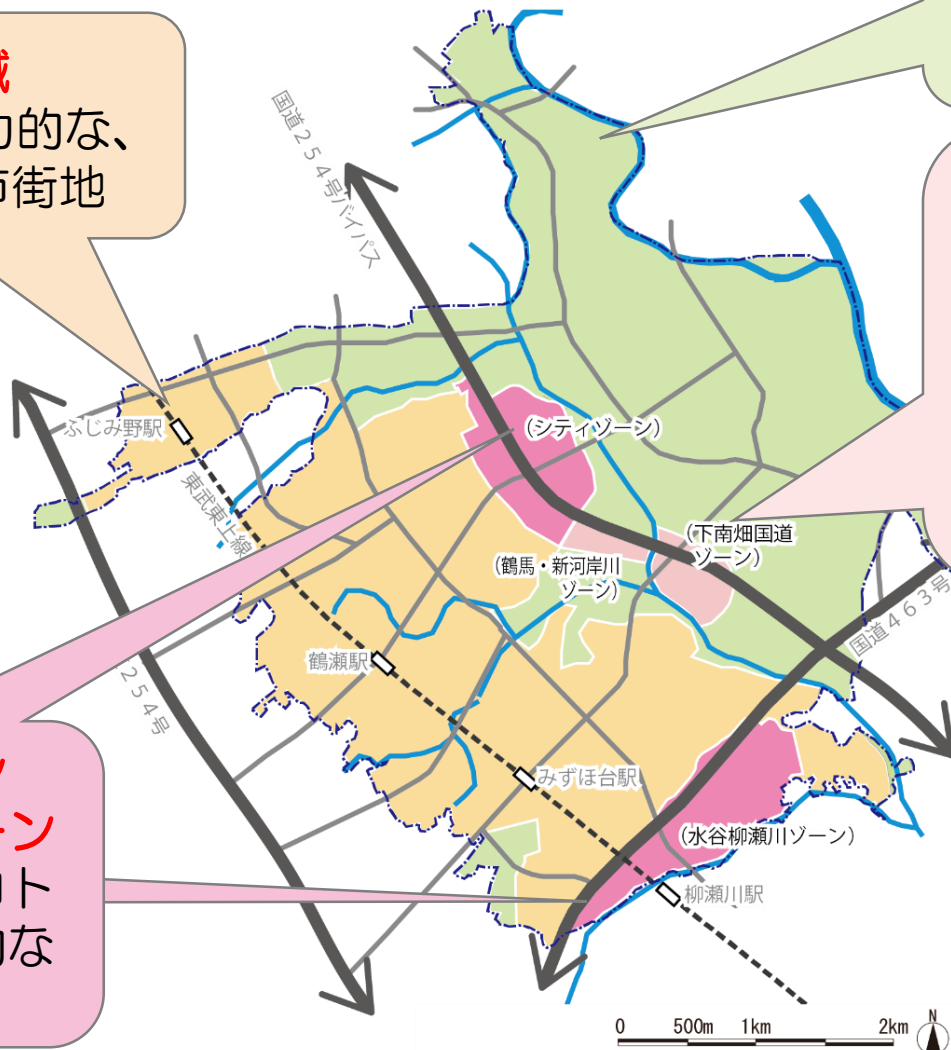 域
力的な、
市街地
国道254号バイパス
ふじみ野駅
東武東上線
(シティゾーン)
(下南畑国道
ゾーン)
(鶴馬・新河岸川
ゾーン)
国道463号
鶴瀬駅
254号
みずほ台駅
(水谷柳瀬川ゾーン)
柳瀬川駅
ン
ーン
コト
的な
0 500m 1km 2km
N